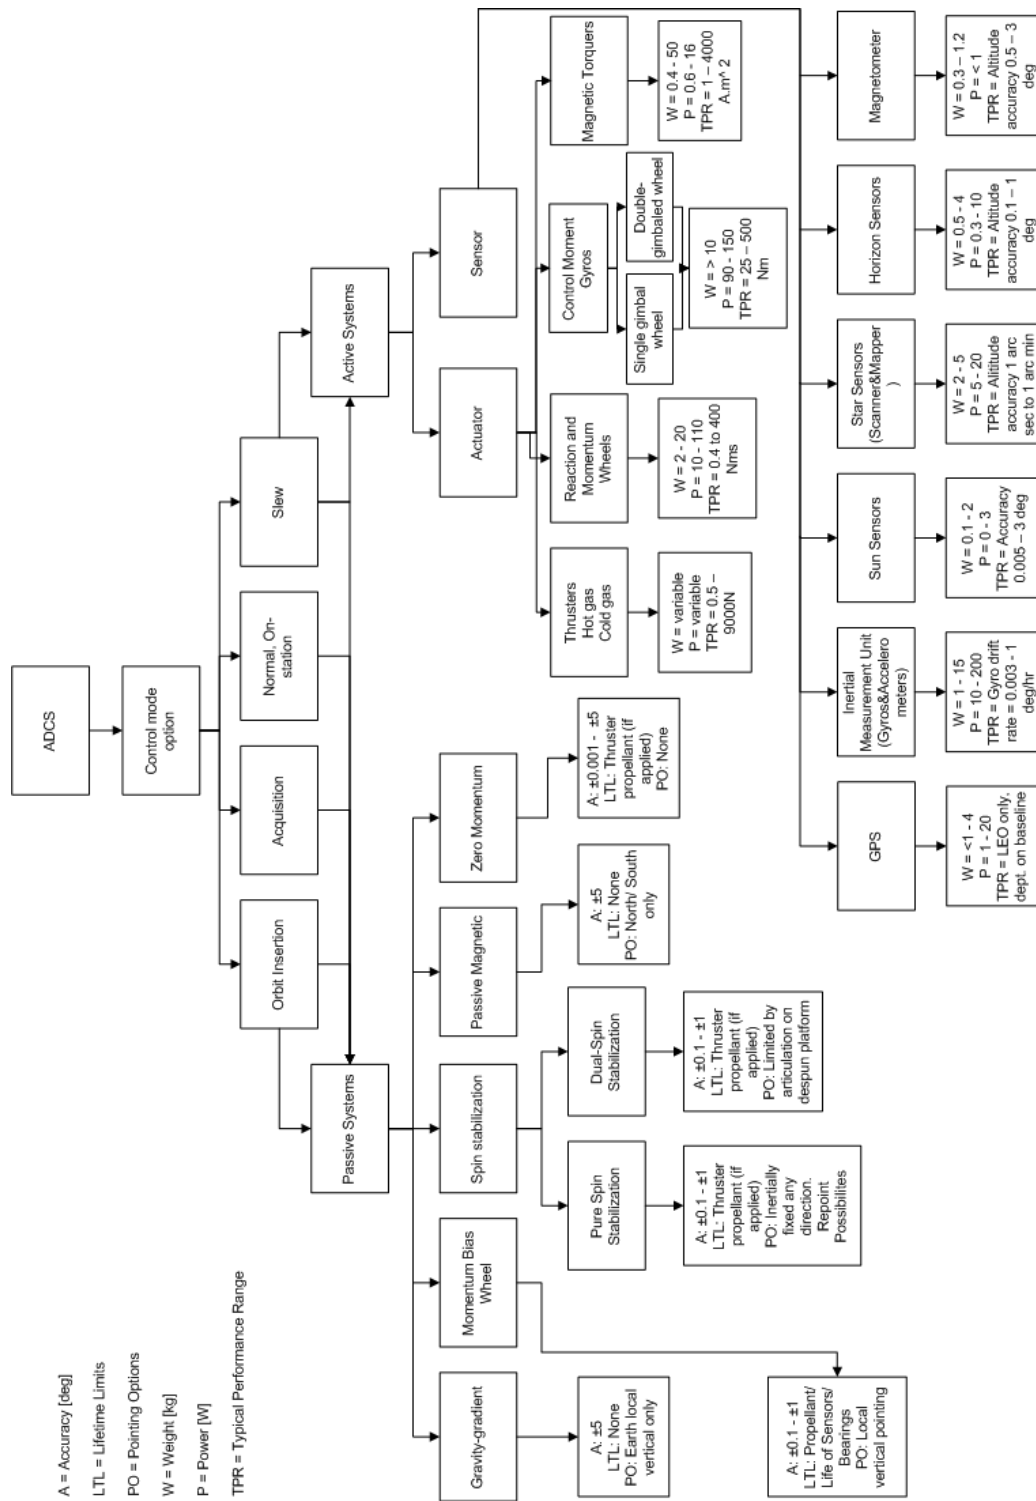 A = Accuracy [deg]
LTL = Lifetime Limits
PO = Pointing Options
W = Weight [kg]
P = Power [W]
TPR = Typical Performance Range
ADCS
Control mode
option
Orbit Insertion
Acquisition
Normal, On-
station
Slew
Passive Systems
Active Systems
Gravity-gradient
Momentum Bias
Wheel
Spin stabilization
Passive Magnetic
Zero Momentum
Actuator
Sensor
A: ±5
LTL: None
PO: Earth local
vertical only
A: ±0.1 - ±1
LTL: Propellant/
Life of Sensors/
Bearings
PO: Local
vertical pointing
Pure Spin
Stabilization
Dual-Spin
Stabilization
A: ±0.1 - ±1
LTL: Thruster
propellant (if
applied)
PO: Inertially
fixed any
direction.
Repoint
Possibilites
A: ±0.1 - ±1
LTL: Thruster
propellant (if
applied)
PO: Limited by
articulation on
despun platform
A: ±5
LTL: None
PO: North/ South
only
A: ±0.001 - ±5
LTL: Thruster
propellant (if
applied)
PO: None
Thrusters
Hot gas
Cold gas
Reaction and
Momentum
Wheels
Control Moment
Gyros
Magnetic Torquers
W = variable
P = variable
TPR = 0.5 –
9000N
W = 2 - 20
P = 10 - 110
TPR = 0.4 to 400
Nms
Single gimbal
wheel
Double-
gimbaled wheel
W = > 10
P = 90 - 150
TPR = 25 – 500
Nm
W = 0.4 - 50
P = 0.6 - 16
TPR = 1 – 4000
A.m^ 2
GPS
Inertial
Measurement Unit
(Gyros&Accelero
meters)
Sun Sensors
Star Sensors
(Scanner&Mapper
)
Horizon Sensors
Magnetometer
W = <1 - 4
P = 1 - 20
TPR = LEO only,
dept. on baseline
W = 1 - 15
P = 10 - 200
TPR = Gyro drift
rate = 0.003 - 1
deg/hr
W = 0.1 - 2
P = 0 - 3
TPR = Accuracy
0.005 – 3 deg
W = 2 - 5
P = 5 - 20
TPR = Alititude
accuracy 1 arc
sec to 1 arc min
W = 0.5 - 4
P = 0.3 - 10
TPR = Altitude
accuracy 0.1 – 1
deg
W = 0.3 – 1.2
P = < 1
TPR = Altitude
accuracy 0.5 – 3
deg